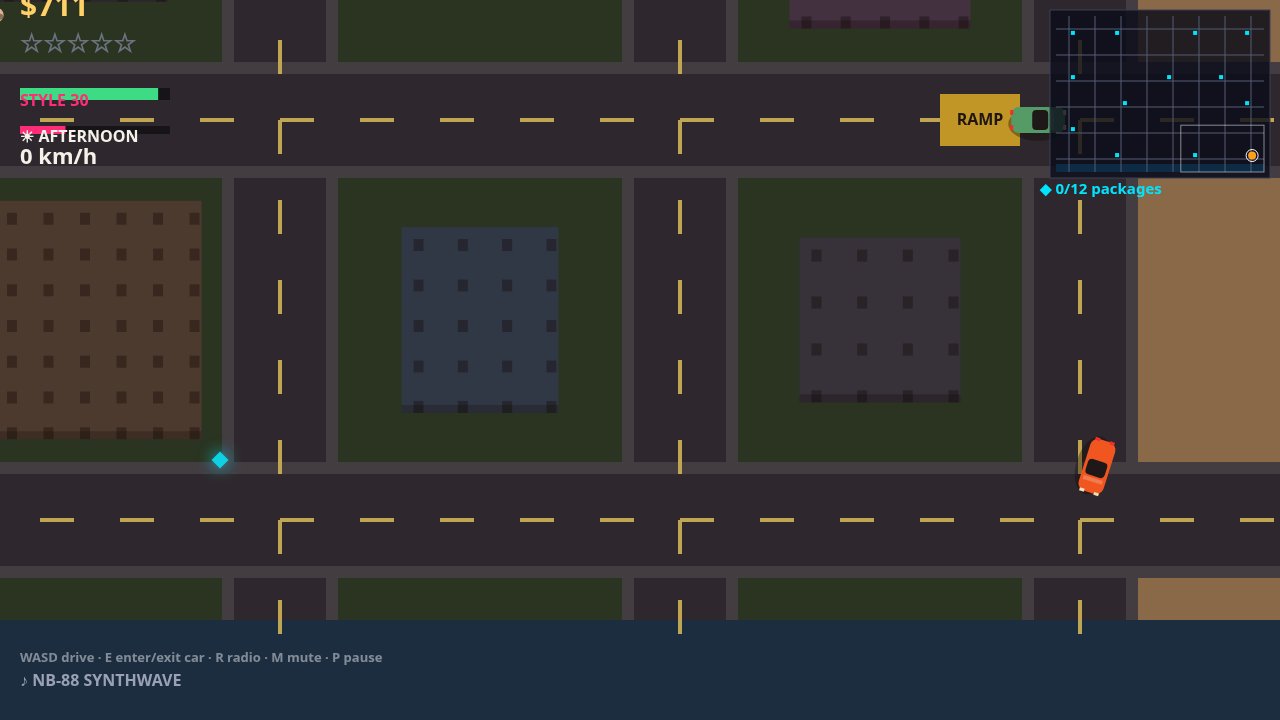 $711
☆☆☆☆☆
STYLE 30
☀ AFTERNOON
0 km/h
RAMP
◆ 0/12 packages
WASD drive · E enter/exit car · R radio · M mute · P pause
♪ NB-88 SYNTHWAVE